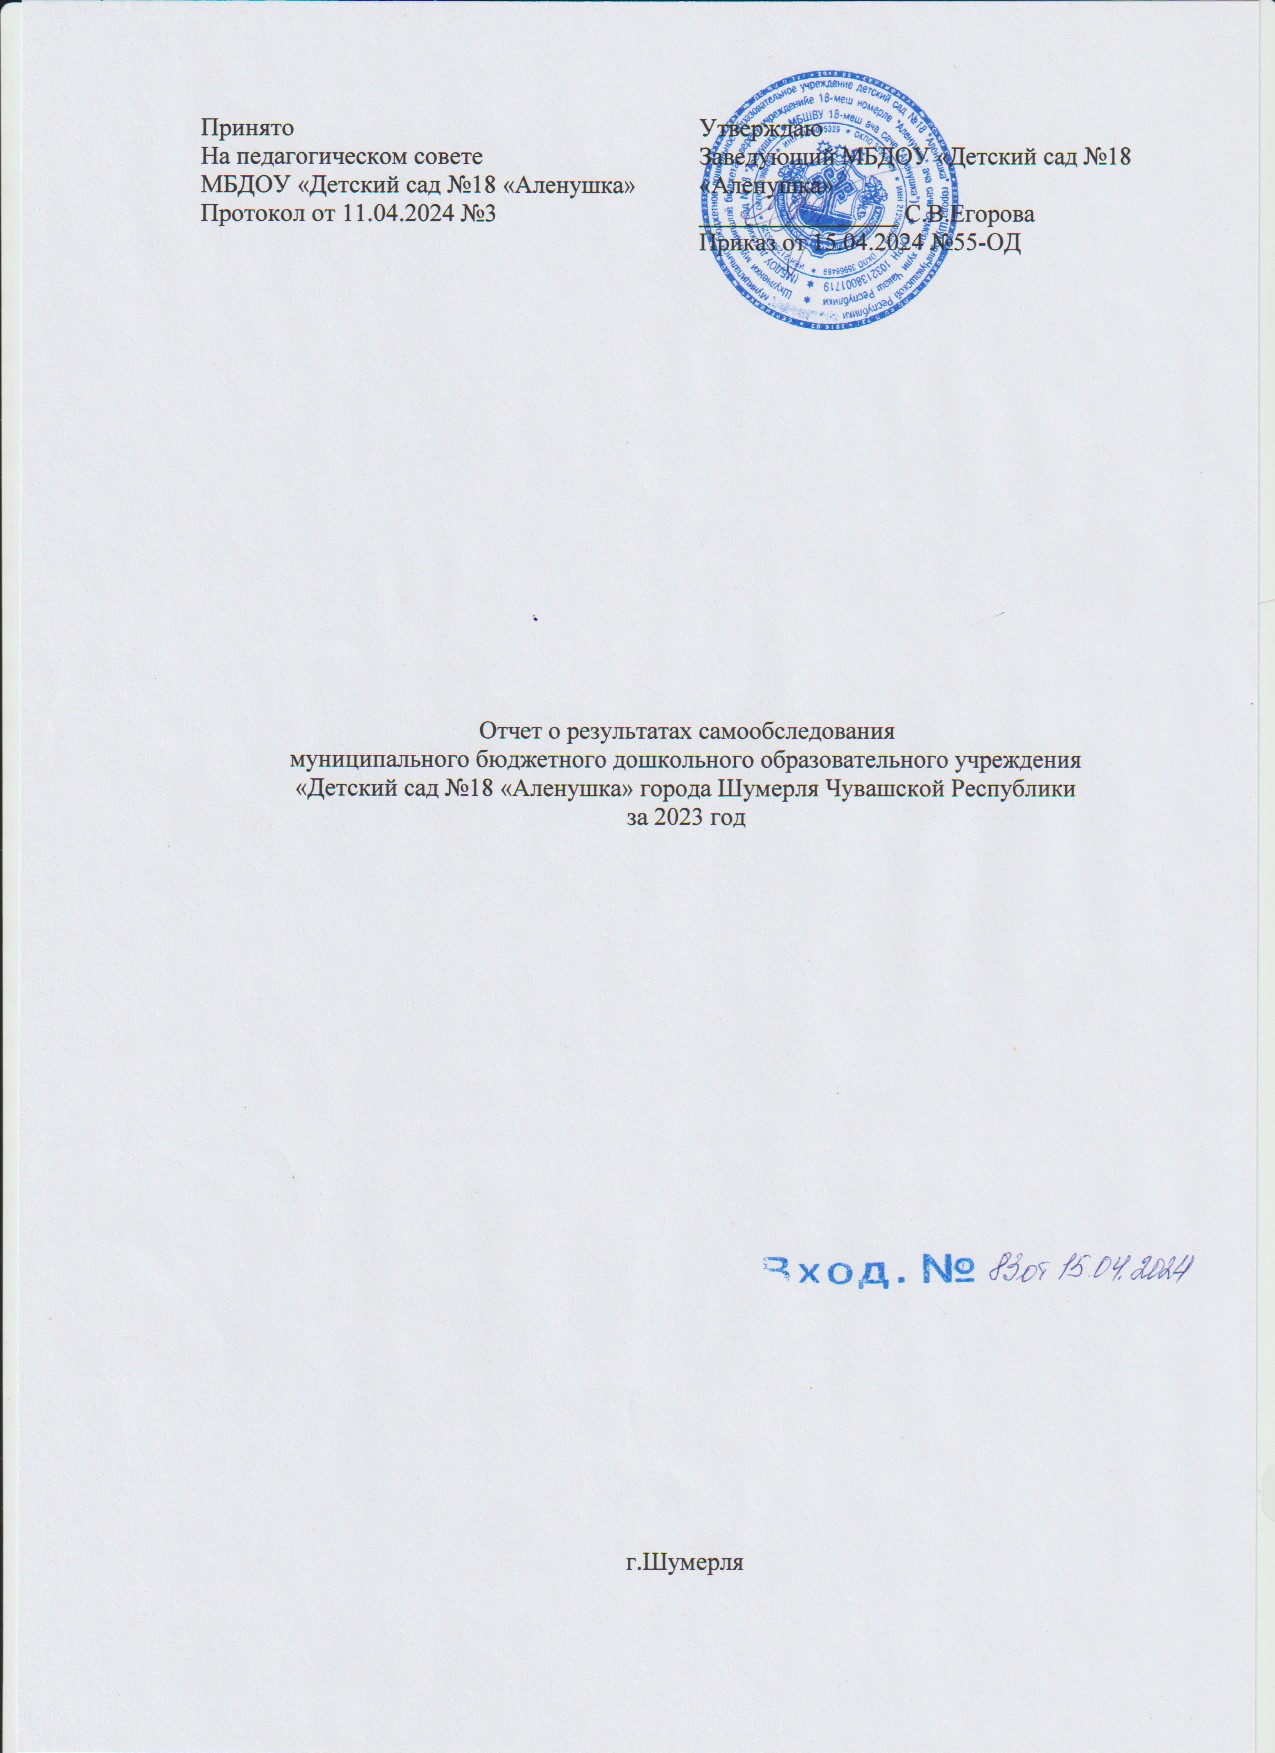 Принято
На педагогическом совете
МБДОУ «Детский сад №18 «Аленушка»
Протокол от 11.04.2024 №3
Утверждаю
Заведующий МБДОУ «Детский сад №18
«Аленушка»
С.В.Егорова
Приказ от 15.04.2024 №55-ОД
Отчет о результатах самообследования
муниципального бюджетного дошкольного образовательного учреждения
«Детский сад №18 «Аленушка» города Шумерля Чувашской Республики
за 2023 год
Вход. № 83 от 15.04.2024
г.Шумерля